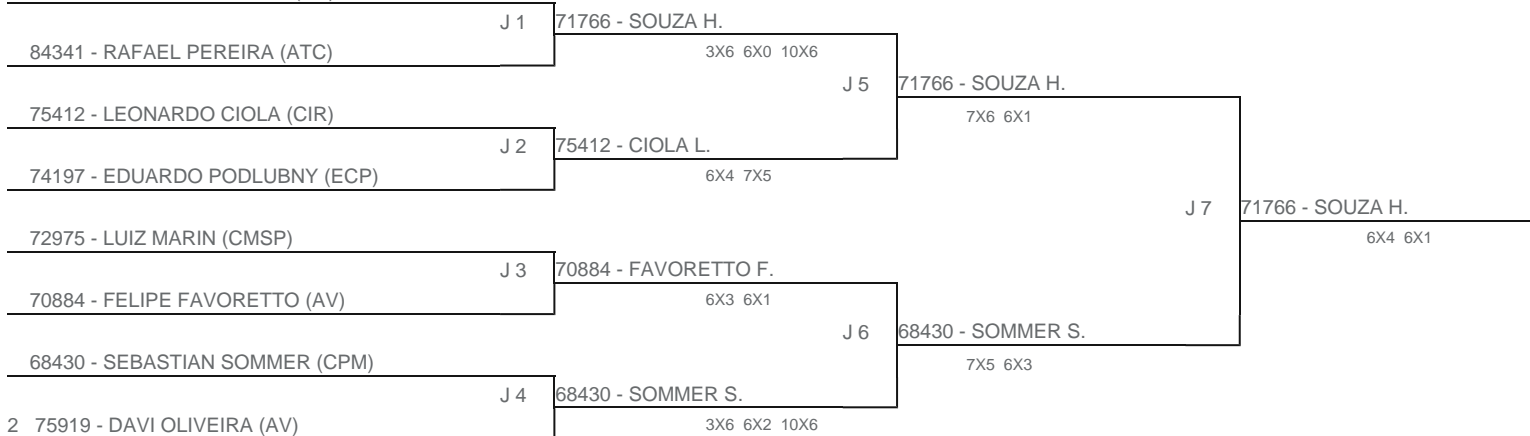 J 1
71766 - SOUZA H.
84341 - RAFAEL PEREIRA (ATC)
3X6 6X0 10X6
J 5
71766 - SOUZA H.
75412 - LEONARDO CIOLA (CIR)
7X6 6X1
J 2
75412 - CIOLA L.
74197 - EDUARDO PODLUBNY (ECP)
6X4 7X5
J 7
71766 - SOUZA H.
72975 - LUIZ MARIN (CMSP)
6X4 6X1
J 3
70884 - FAVORETTO F.
70884 - FELIPE FAVORETTO (AV)
6X3 6X1
J 6
68430 - SOMMER S.
68430 - SEBASTIAN SOMMER (CPM)
7X5 6X3
J 4
68430 - SOMMER S.
2 75919 - DAVI OLIVEIRA (AV)
3X6 6X2 10X6